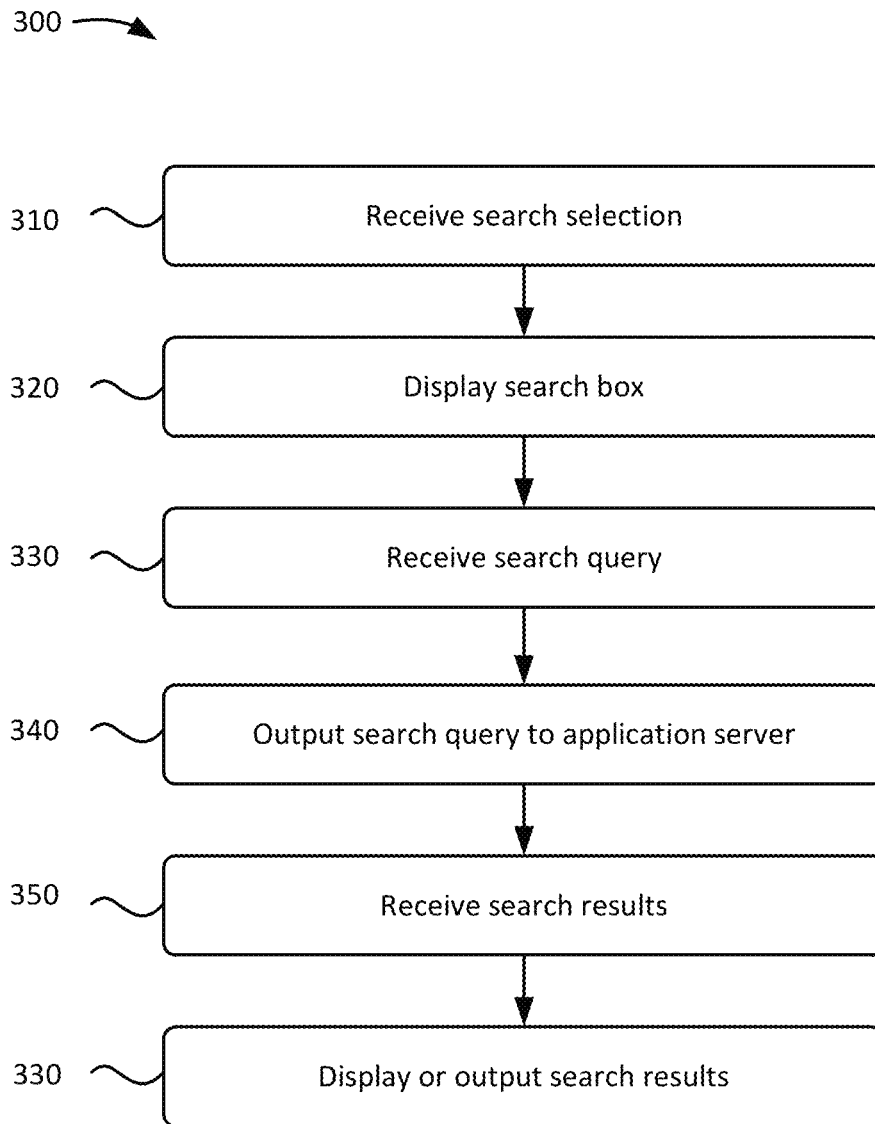 300
310 Receive search selection
320 Display search box
330 Receive search query
340 Output search query to application server
350 Receive search results
330 Display or output search results